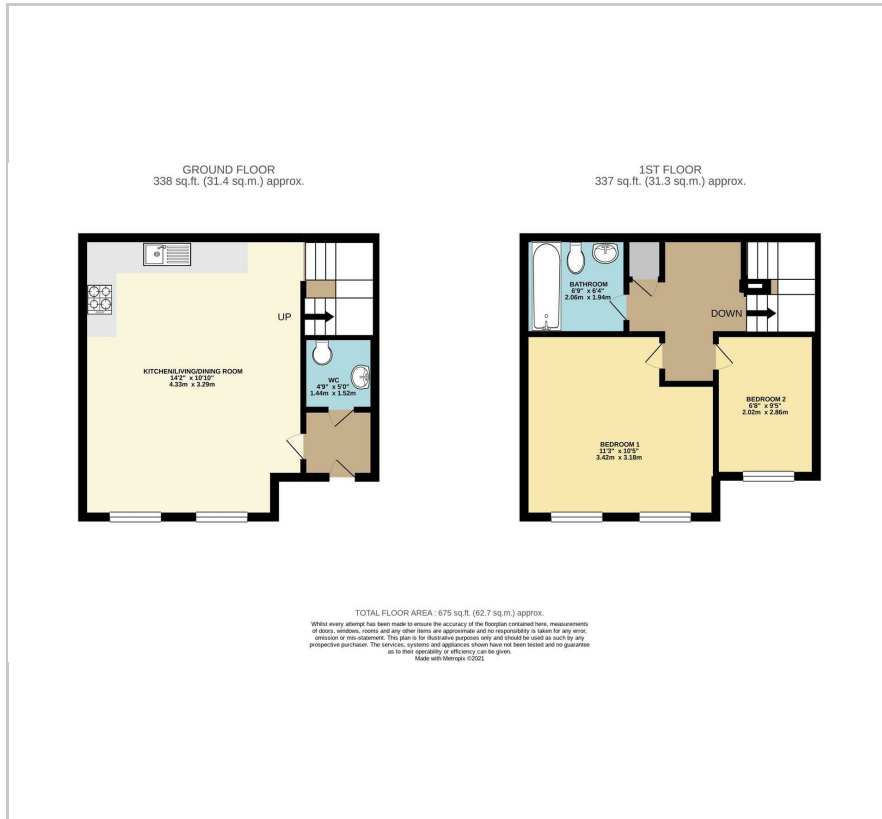 GROUND FLOOR
338 sq.ft. (31.4 sq.m.) approx.
UP
KITCHEN/LIVING/DINING ROOM
14'2" x 10'10"
4.33m x 3.29m
WC
4'9" x 5'0"
1.44m x 1.52m
1ST FLOOR
337 sq.ft. (31.3 sq.m.) approx.
BATHROOM
6'9" x 6'4"
2.06m x 1.94m
DOWN
BEDROOM 1
11'3" x 10'5"
3.42m x 3.18m
BEDROOM 2
6'8" x 9'5"
2.02m x 2.86m
TOTAL FLOOR AREA : 675 sq.ft. (62.7 sq.m.) approx.
Whilst every attempt has been made to ensure the accuracy of the floorplan contained here, measurements
of doors, windows, rooms and any other items are approximate and no responsibility is taken for any error,
omission or mis-statement. This plan is for illustrative purposes only and should be used as such by any
prospective purchaser. The services, systems and appliances shown have not been tested and no guarantee
as to their operability or efficiency can be given.
Made with Metropix ©2021